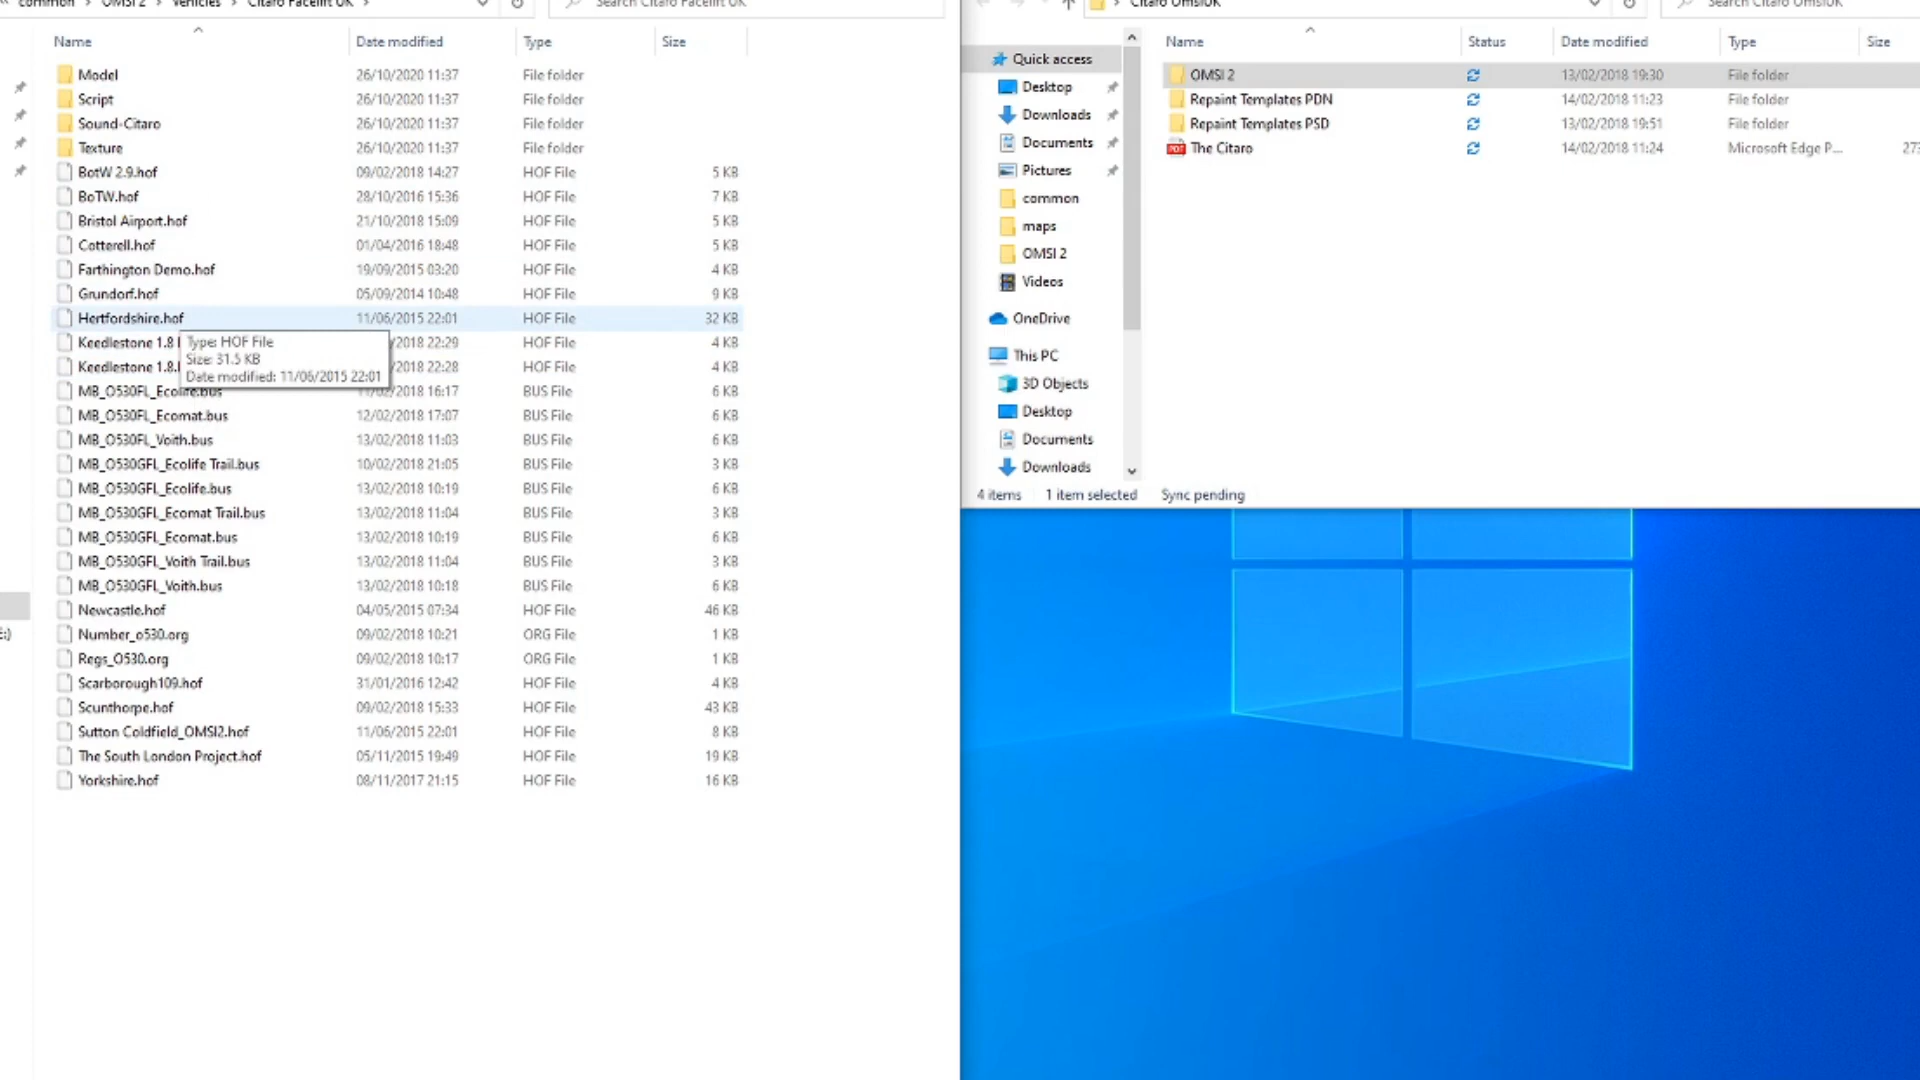 common > OMSI 2 > Vehicles > Citaro Facelift UK >
Search Citaro Facelift UK
Name Date modified Type Size
Model 26/10/2020 11:37 File folder
Script 26/10/2020 11:37 File folder
Sound-Citaro 26/10/2020 11:37 File folder
Texture 26/10/2020 11:37 File folder
BotW 2.9.hof 09/02/2018 14:27 HOF File 5 KB
BoTW.hof 28/10/2016 15:36 HOF File 7 KB
Bristol Airport.hof 21/10/2018 15:09 HOF File 5 KB
Cotterell.hof 01/04/2016 18:48 HOF File 5 KB
Farthington Demo.hof 19/09/2015 03:20 HOF File 4 KB
Grundorf.hof 05/09/2014 10:48 HOF File 9 KB
Hertfordshire.hof 11/06/2015 22:01 HOF File 32 KB
Keedlestone 1.8 /2018 22:29 HOF File 4 KB
Keedlestone 1.8. /2018 22:28 HOF File 4 KB
Type: HOF File
Size: 31.5 KB
Date modified: 11/06/2015 22:01
MB_O530FL_Ecolife.bus /2018 16:17 BUS File 6 KB
MB_O530FL_Ecomat.bus 12/02/2018 17:07 BUS File 6 KB
MB_O530FL_Voith.bus 13/02/2018 11:03 BUS File 6 KB
MB_O530GFL_Ecolife Trail.bus 10/02/2018 21:05 BUS File 3 KB
MB_O530GFL_Ecolife.bus 13/02/2018 10:19 BUS File 6 KB
MB_O530GFL_Ecomat Trail.bus 13/02/2018 11:04 BUS File 3 KB
MB_O530GFL_Ecomat.bus 13/02/2018 10:19 BUS File 6 KB
MB_O530GFL_Voith Trail.bus 13/02/2018 11:04 BUS File 3 KB
MB_O530GFL_Voith.bus 13/02/2018 10:18 BUS File 6 KB
Newcastle.hof 04/05/2015 07:34 HOF File 46 KB
Number_o530.org 09/02/2018 10:21 ORG File 1 KB
Regs_O530.org 09/02/2018 10:17 ORG File 1 KB
Scarborough109.hof 31/01/2016 12:42 HOF File 4 KB
Scunthorpe.hof 09/02/2018 15:33 HOF File 43 KB
Sutton Coldfield_OMSI2.hof 11/06/2015 22:01 HOF File 8 KB
The South London Project.hof 05/11/2015 19:49 HOF File 19 KB
Yorkshire.hof 08/11/2017 21:15 HOF File 16 KB
> Citaro OmsiUK
Search Citaro OmsiUK
Quick access
Desktop
Downloads
Documents
Pictures
common
maps
OMSI 2
Videos
OneDrive
This PC
3D Objects
Desktop
Documents
Downloads
Name Status Date modified Type Size
OMSI 2 13/02/2018 19:30 File folder
Repaint Templates PDN 14/02/2018 11:23 File folder
Repaint Templates PSD 13/02/2018 19:51 File folder
The Citaro 14/02/2018 11:24 Microsoft Edge P... 273
4 items 1 item selected Sync pending